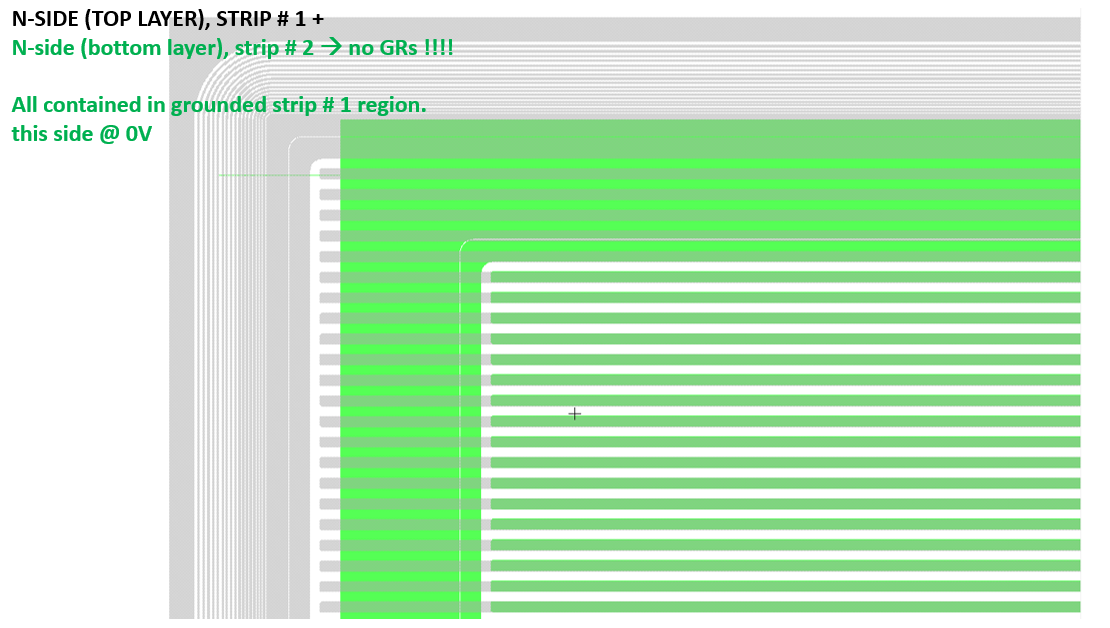 N-SIDE (TOP LAYER), STRIP # 1 +
N-side (bottom layer), strip # 2 → no GRs !!!!
All contained in grounded strip # 1 region.
this side @ 0V